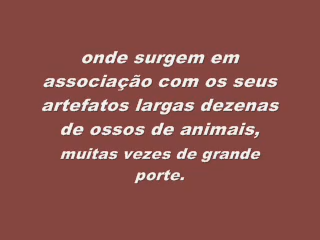 onde surgem em
associação com os seus
artefatos largas dezenas
de ossos de animais,
muitas vezes de grande
porte.